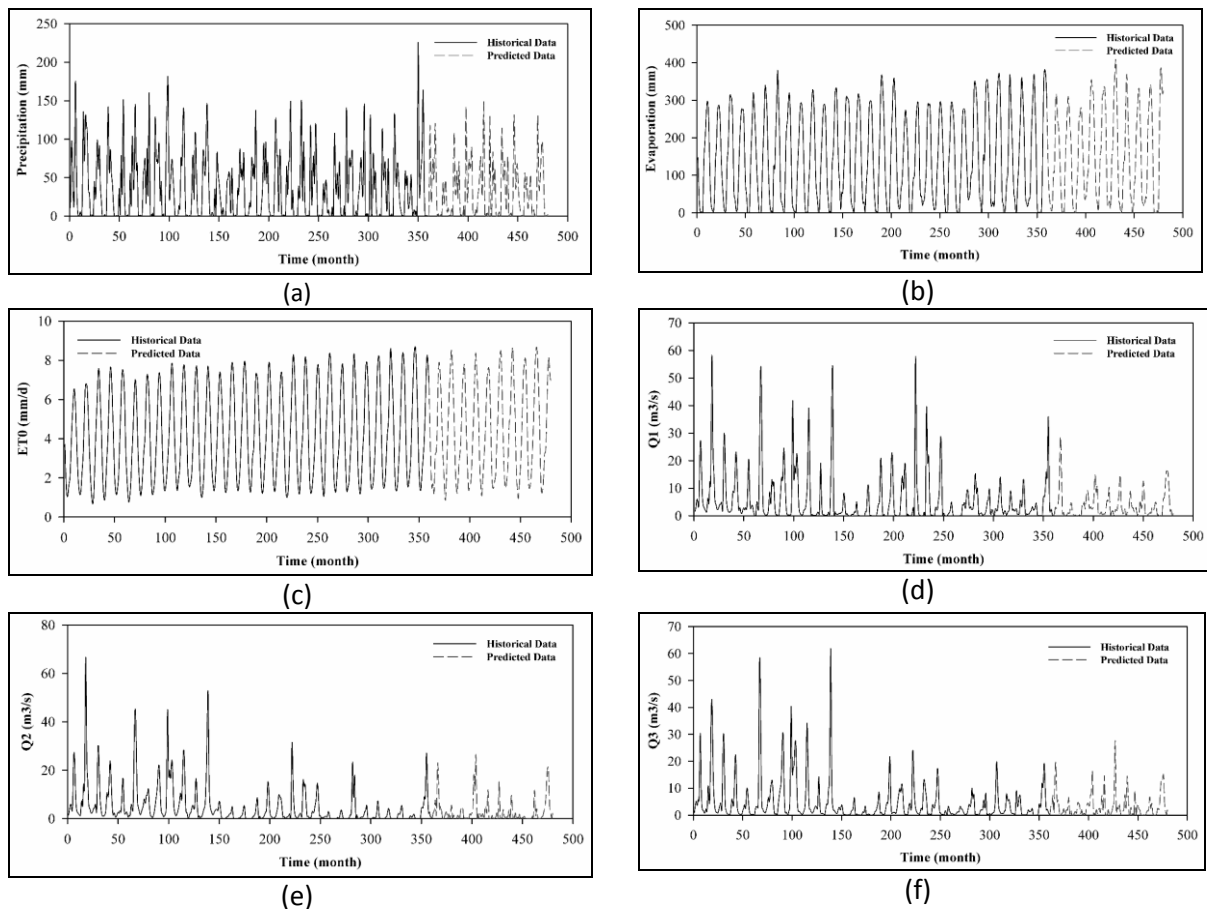 250
200
150
100
50
0
Precipitation (mm)
Historical Data
Predicted Data
0 50 100 150 200 250 300 350 400 450 500
Time (month)
(a)
500
400
300
200
100
0
Evaporation (mm)
Historical Data
Predicted Data
0 50 100 150 200 250 300 350 400 450 500
Time (month)
(b)
10
8
6
4
2
0
ET0 (mm/d)
Historical Data
Predicted Data
0 50 100 150 200 250 300 350 400 450 500
Time (month)
(c)
70
60
50
40
30
20
10
0
Q1 (m3/s)
Historical Data
Predicted Data
0 50 100 150 200 250 300 350 400 450 500
Time (month)
(d)
80
60
40
20
0
Q2 (m3/s)
Historical Data
Predicted Data
0 50 100 150 200 250 300 350 400 450 500
Time (month)
(e)
70
60
50
40
30
20
10
0
Q3 (m3/s)
Historical Data
Predicted Data
0 50 100 150 200 250 300 350 400 450 500
Time (month)
(f)